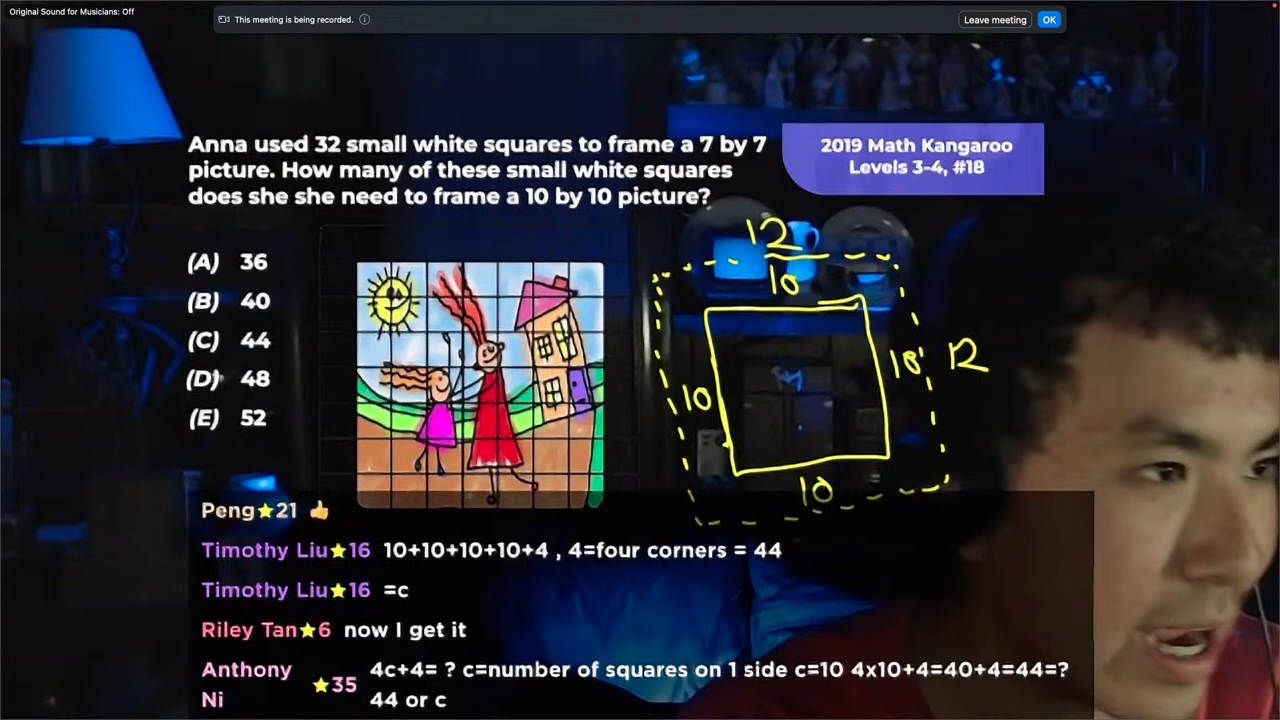 Original Sound for Musicians: Off
This meeting is being recorded.
Leave meeting
OK
Anna used 32 small white squares to frame a 7 by 7
picture. How many of these small white squares
does she she need to frame a 10 by 10 picture?
2019 Math Kangaroo
Levels 3-4, #18
(A) 36
(B) 40
(C) 44
(D) 48
(E) 52
12
10
10
10
12
10
Peng⭐21 👍
Timothy Liu⭐16 10+10+10+10+4 , 4=four corners = 44
Timothy Liu⭐16 =c
Riley Tan⭐6 now I get it
Anthony Ni ⭐35 4c+4= ? c=number of squares on 1 side c=10 4x10+4=40+4=44=?
44 or c